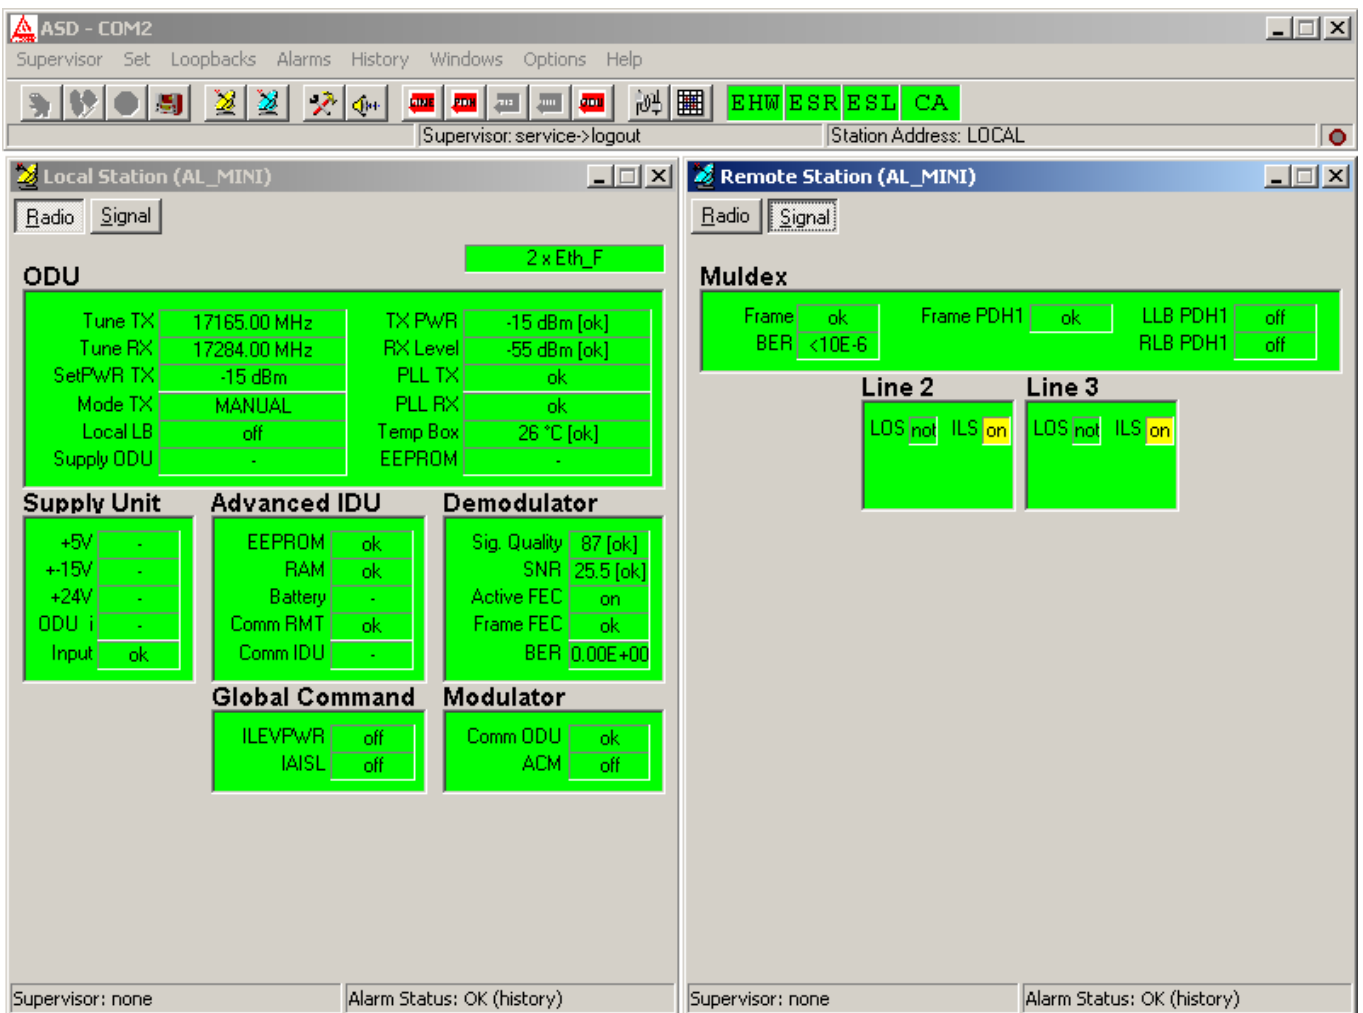 ASD - COM2
Supervisor Set Loopbacks Alarms History Windows Options Help
LINE PDH ODU EHW ESR ESL CA
Supervisor: service->logout Station Address: LOCAL
Local Station (AL_MINI)
Radio Signal
2 x Eth_F
ODU
Tune TX 17165.00 MHz TX PWR -15 dBm [ok]
Tune RX 17284.00 MHz RX Level -55 dBm [ok]
SetPWR TX -15 dBm PLL TX ok
Mode TX MANUAL PLL RX ok
Local LB off Temp Box 26 °C [ok]
Supply ODU - EEPROM -
Supply Unit
+5V -
+-15V -
+24V -
ODU i -
Input ok
Advanced IDU
EEPROM ok
RAM ok
Battery -
Comm RMT ok
Comm IDU -
Demodulator
Sig. Quality 87 [ok]
SNR 25.5 [ok]
Active FEC on
Frame FEC ok
BER 0.00E+00
Global Command
ILEVPWR off
IAISL off
Modulator
Comm ODU ok
ACM off
Supervisor: none Alarm Status: OK (history)
Remote Station (AL_MINI)
Radio Signal
Muldex
Frame ok Frame PDH1 ok LLB PDH1 off
BER <10E-6 RLB PDH1 off
Line 2
LOS not ILS on
Line 3
LOS not ILS on
Supervisor: none Alarm Status: OK (history)